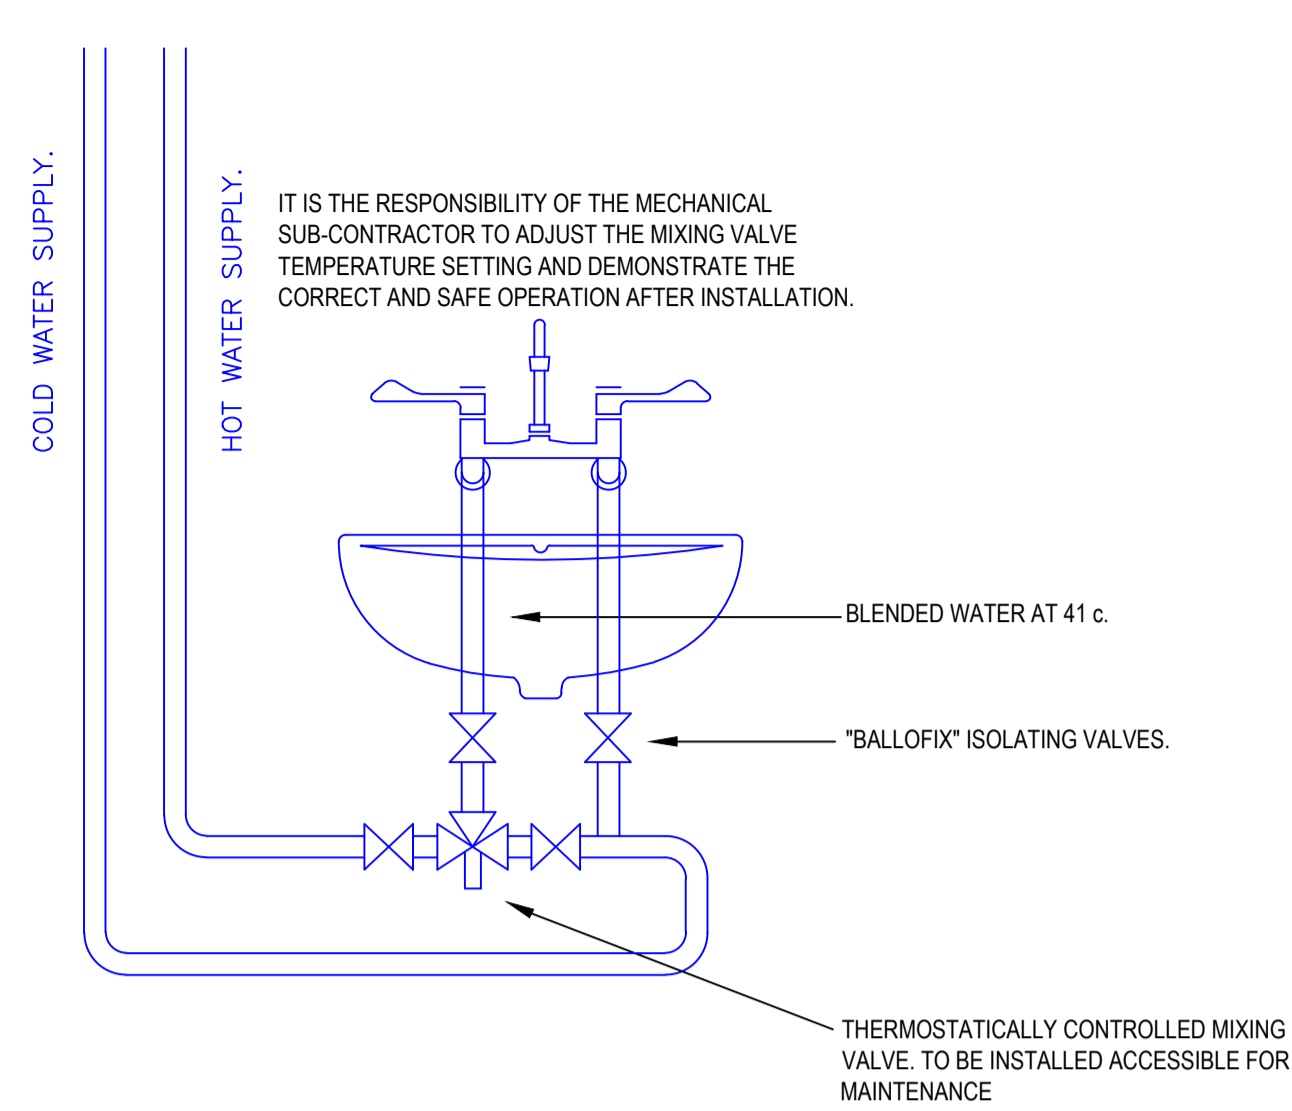 COLD WATER SUPPLY.
HOT WATER SUPPLY.
IT IS THE RESPONSIBILITY OF THE MECHANICAL
SUB-CONTRACTOR TO ADJUST THE MIXING VALVE
TEMPERATURE SETTING AND DEMONSTRATE THE
CORRECT AND SAFE OPERATION AFTER INSTALLATION.
BLENDED WATER AT 41 c.
"BALLOFIX" ISOLATING VALVES.
THERMOSTATICALLY CONTROLLED MIXING
VALVE. TO BE INSTALLED ACCESSIBLE FOR
MAINTENANCE